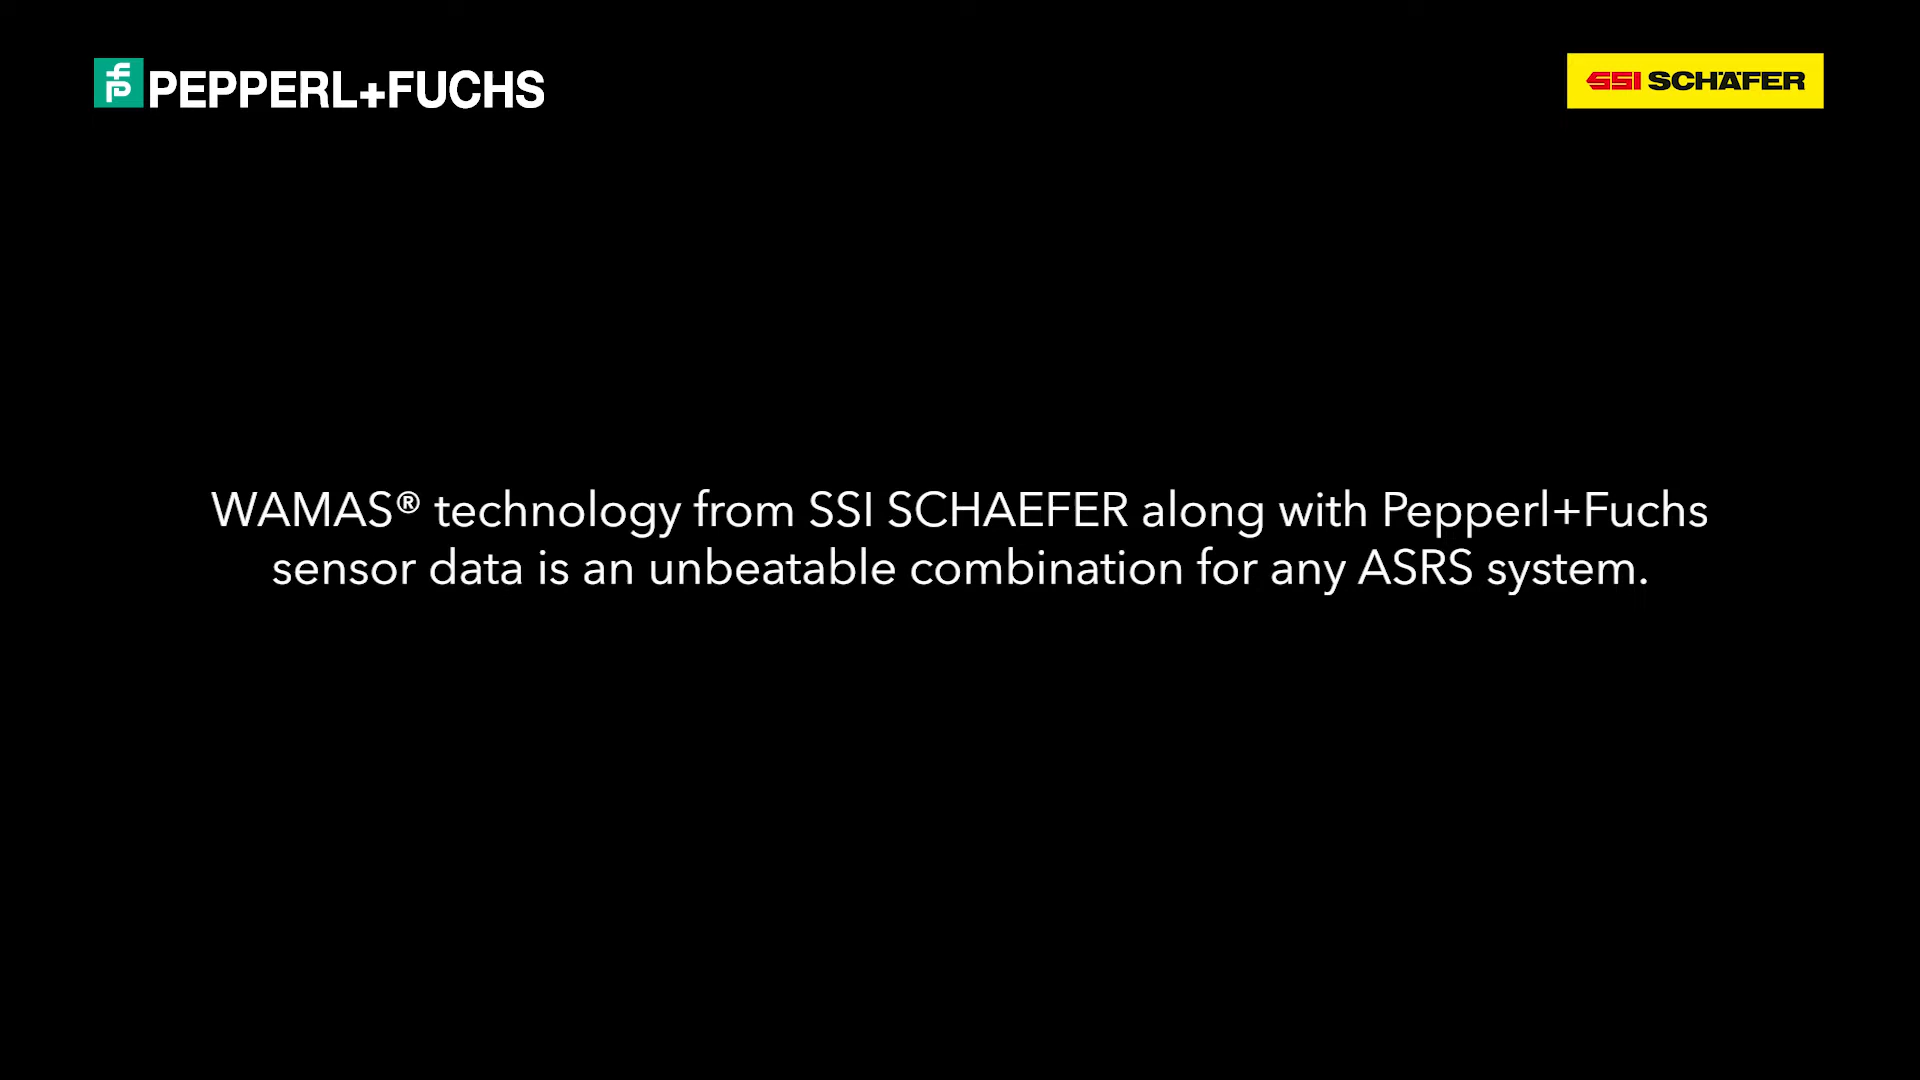 PEPPERL+FUCHS
SSI SCHÄFER
WAMAS® technology from SSI SCHAEFER along with Pepperl+Fuchs
sensor data is an unbeatable combination for any ASRS system.